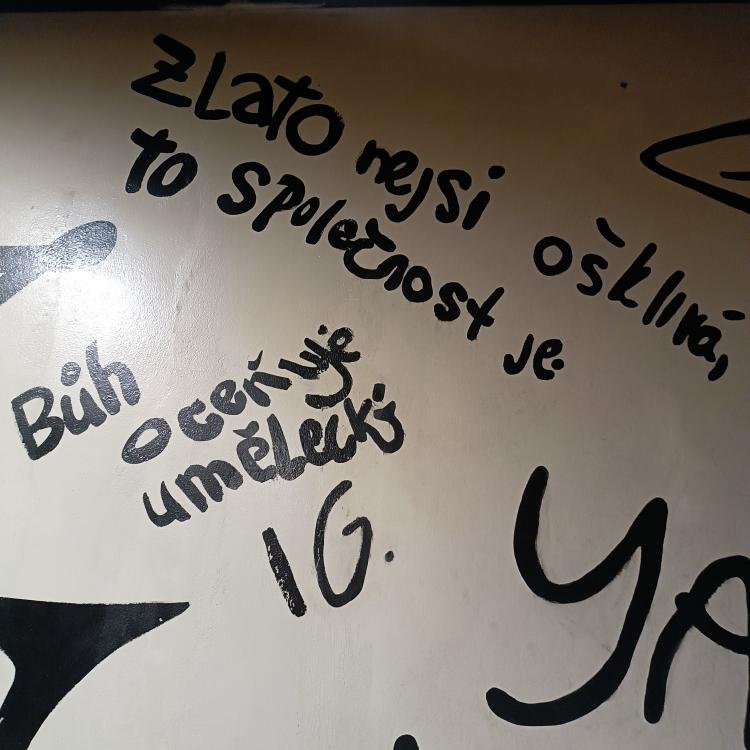 Zlato nejsi ošklivá,
to společnost je.
Bůh
oceňuje
umělecký
IG.
YA